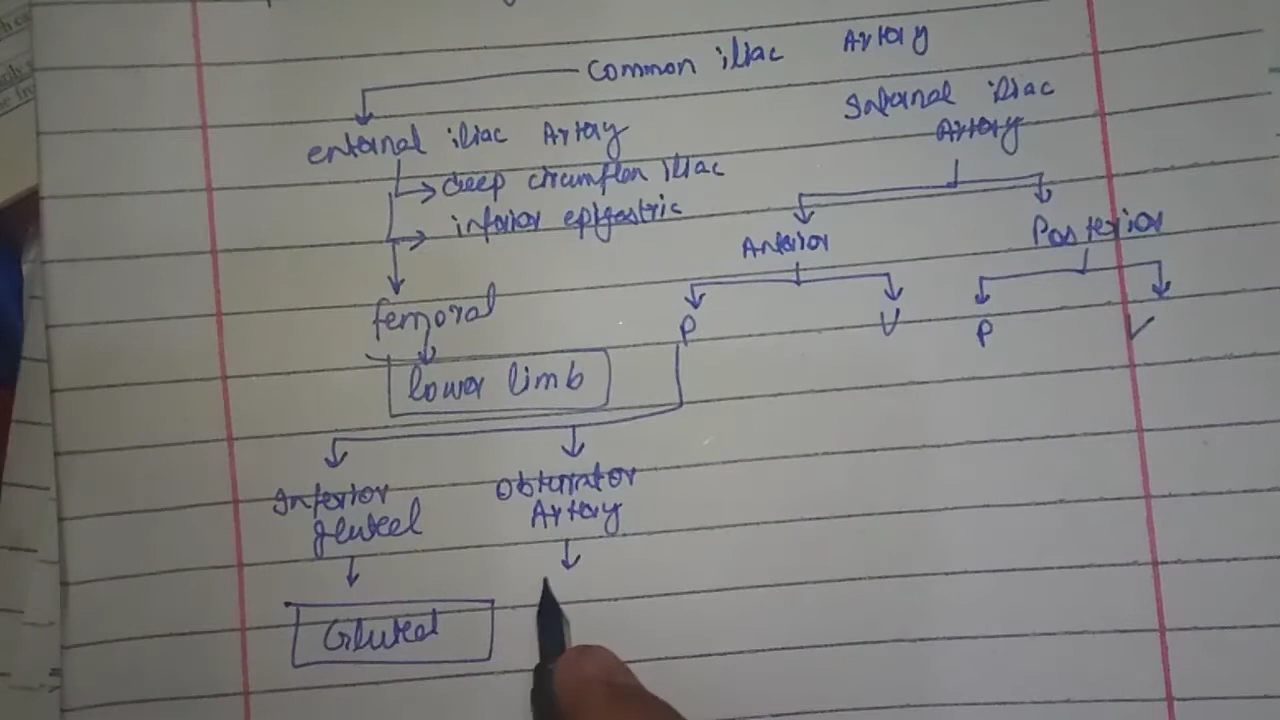 Common iliac Artery
external iliac Artery
Internal iliac
Artery
deep circumflex iliac
inferior epigastric
Anterior
Posterior
femoral
P
V
P
V
lower limb
Inferior
gluteal
Obturator
Artery
Gluteal